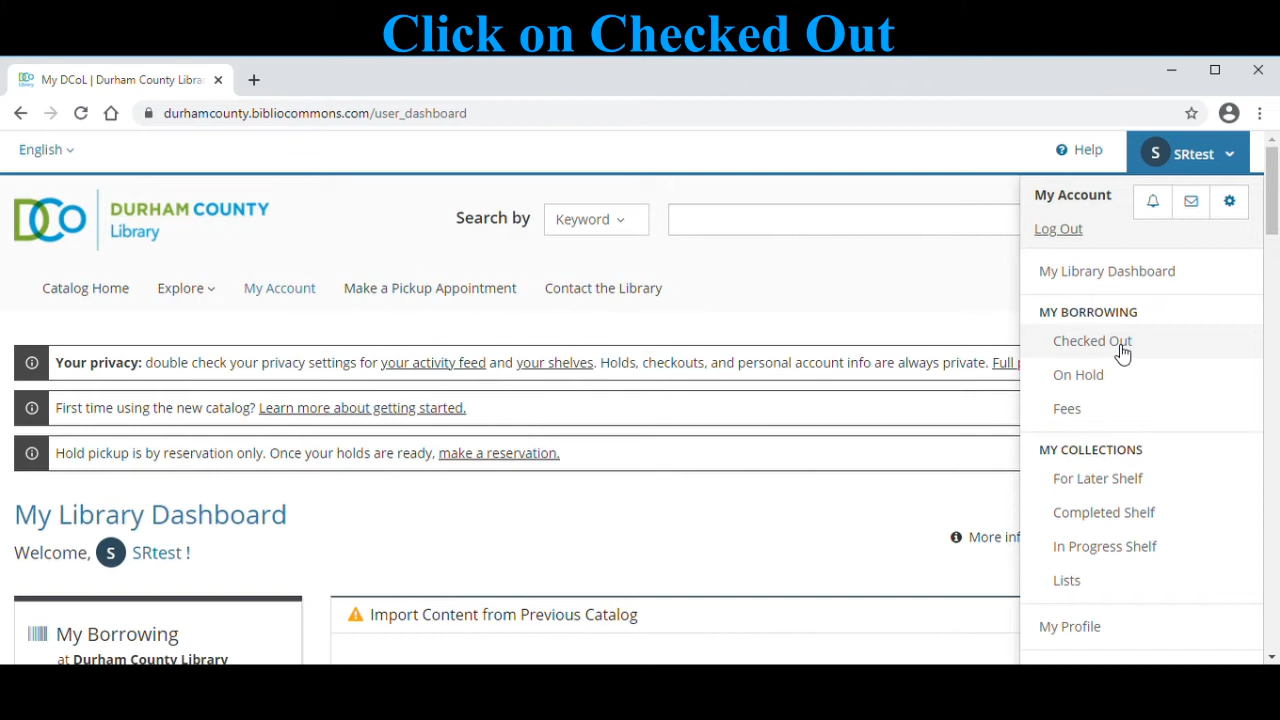 Click on Checked Out
My DCoL | Durham County Libra
durhamcounty.bibliocommons.com/user_dashboard
English
Help
S SRtest
DCo DURHAM COUNTY
Library
Search by Keyword
My Account
Log Out
My Library Dashboard
Catalog Home Explore My Account Make a Pickup Appointment Contact the Library
MY BORROWING
Checked Out
On Hold
Fees
MY COLLECTIONS
For Later Shelf
Completed Shelf
In Progress Shelf
Lists
My Profile
Your privacy: double check your privacy settings for your activity feed and your shelves. Holds, checkouts, and personal account info are always private. Full
First time using the new catalog? Learn more about getting started.
Hold pickup is by reservation only. Once your holds are ready, make a reservation.
My Library Dashboard
Welcome, S SRtest !
More inf
My Borrowing
at Durham County Library
Import Content from Previous Catalog